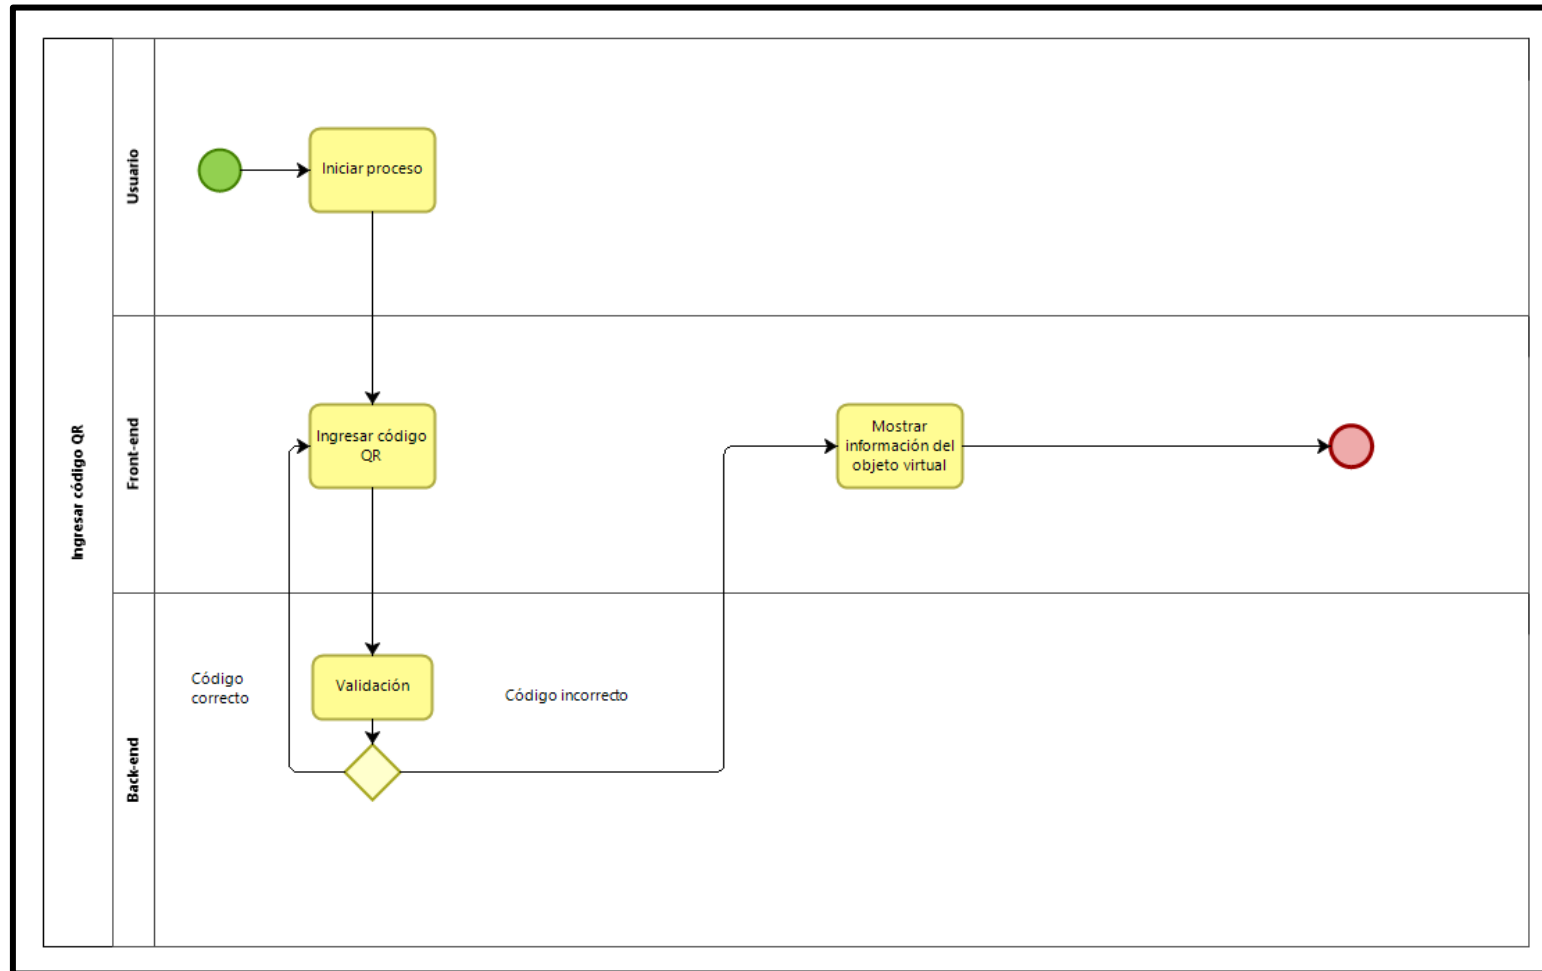 Ingresar código QR
Usuario
Iniciar proceso
Front-end
Ingresar código
QR
Mostrar
información del
objeto virtual
Back-end
Código
correcto
Validación
Código incorrecto